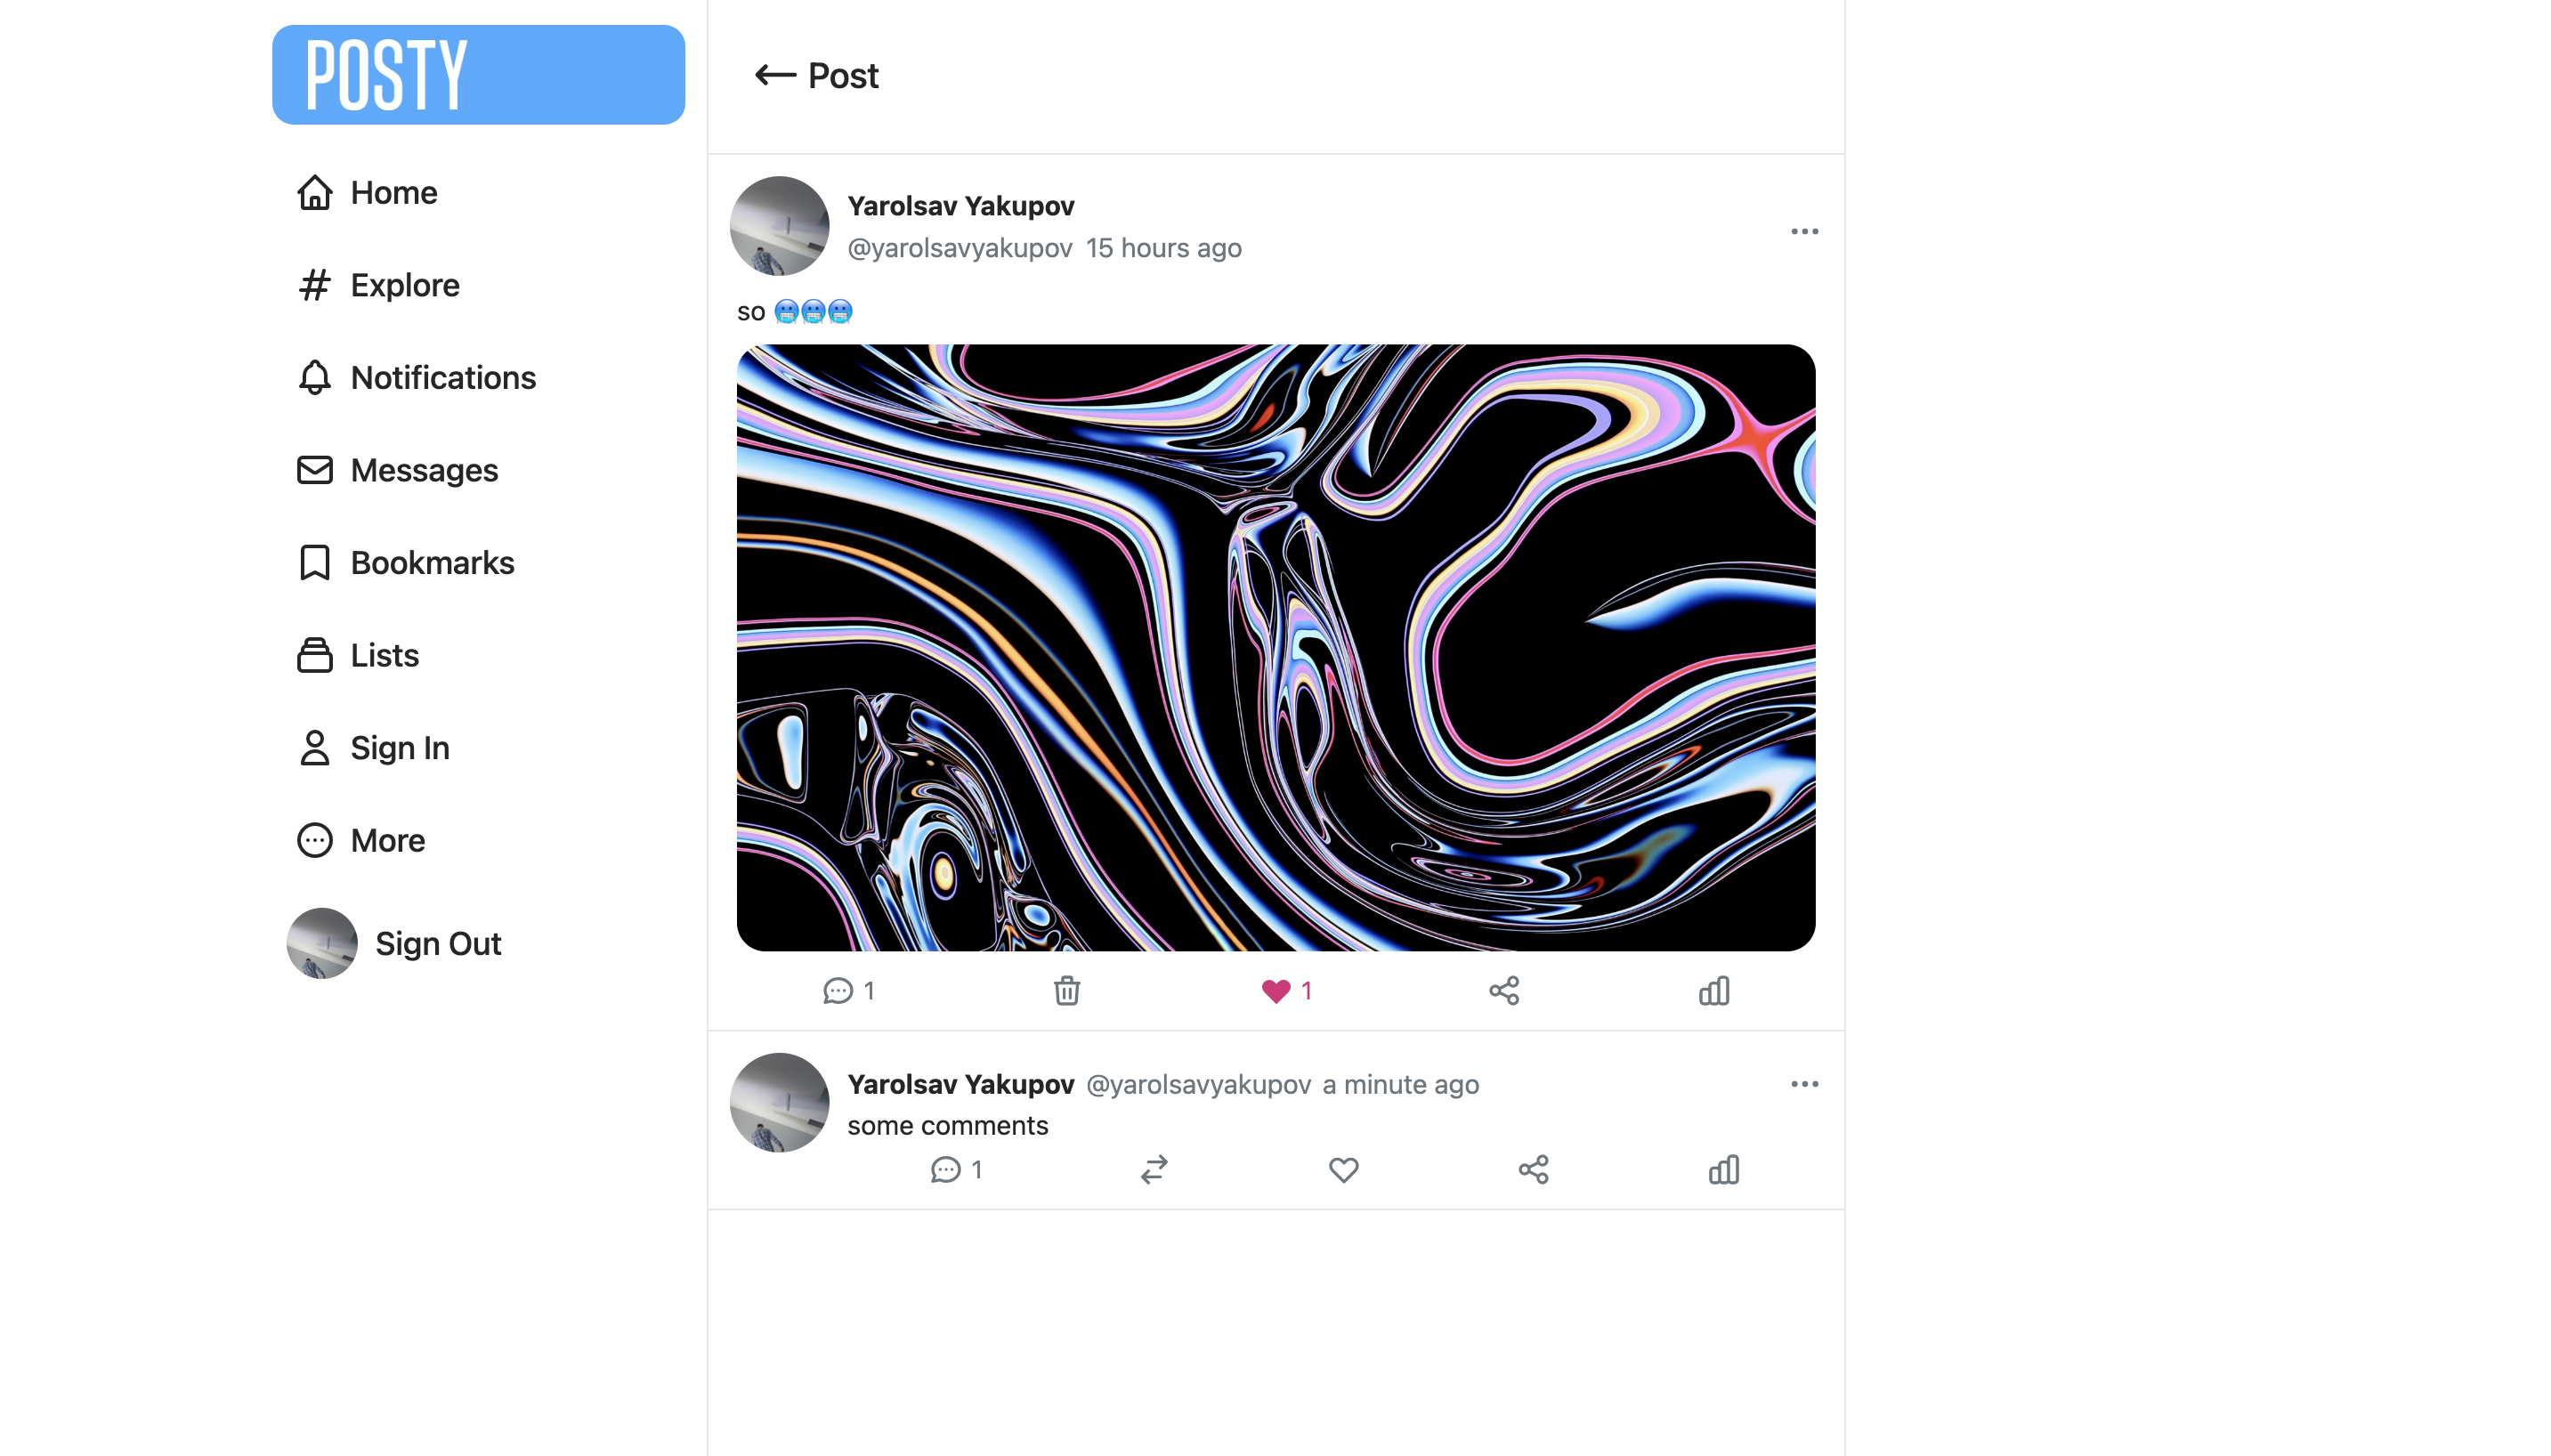 POSTY
Home
Explore
Notifications
Messages
Bookmarks
Lists
Sign In
More
Sign Out
Post
Yarolsav Yakupov
@yarolsavyakupov 15 hours ago
so 🥶🥶🥶
1
1
Yarolsav Yakupov @yarolsavyakupov a minute ago
some comments
1